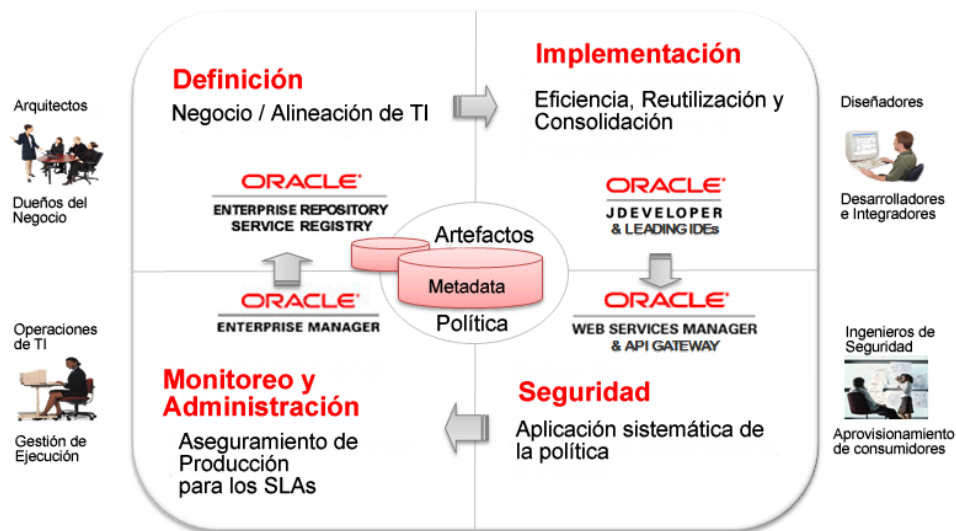 Definición
Negocio / Alineación de TI
Implementación
Eficiencia, Reutilización y
Consolidación
Arquitectos
Dueños del
Negocio
Diseñadores
Desarrolladores
e Integradores
ORACLE
ENTERPRISE REPOSITORY
SERVICE REGISTRY
ORACLE
JDEVELOPER
& LEADING IDEs
Artefactos
Metadata
Política
ORACLE
ENTERPRISE MANAGER
ORACLE
WEB SERVICES MANAGER
& API GATEWAY
Operaciones
de TI
Gestión de
Ejecución
Monitoreo y
Administración
Aseguramiento de
Producción
para los SLAs
Seguridad
Aplicación sistemática de
la política
Ingenieros de
Seguridad
Aprovisionamiento
de consumidores